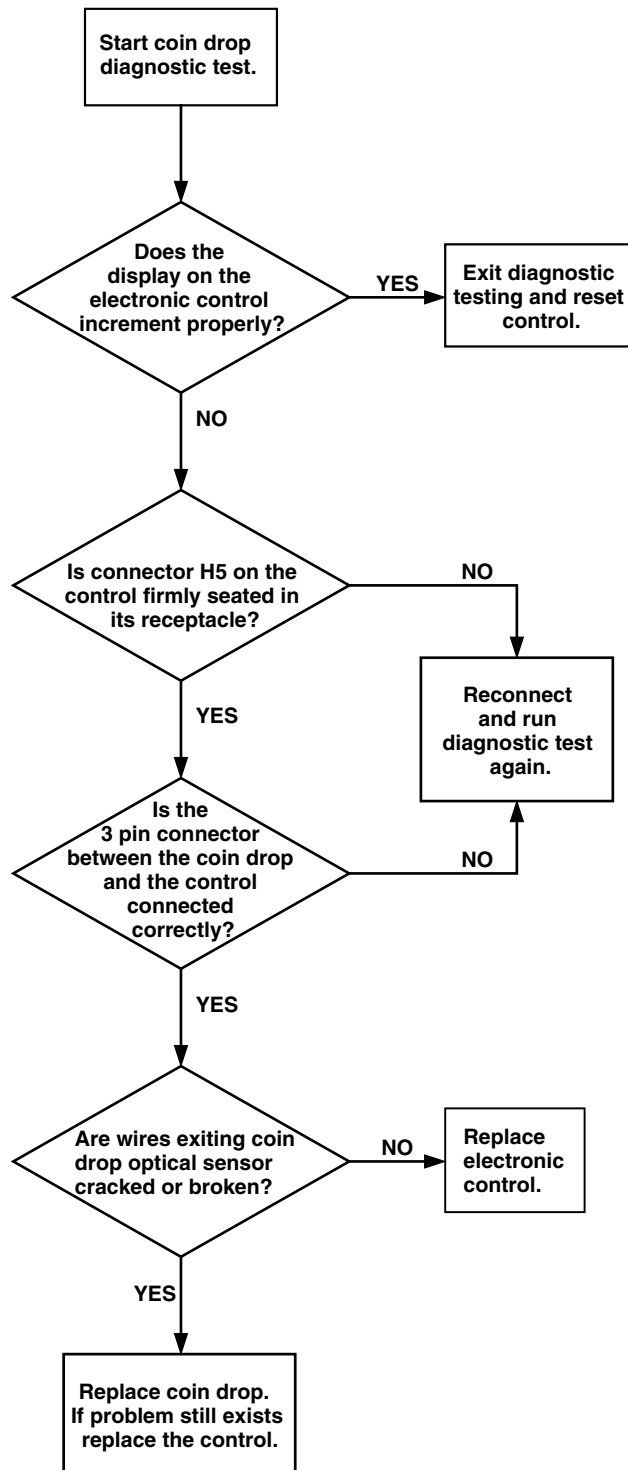 Start coin drop
diagnostic test.
Does the
display on the
electronic control
increment properly?
YES
Exit diagnostic
testing and reset
control.
NO
Is connector H5 on the
control firmly seated in
its receptacle?
NO
Reconnect
and run
diagnostic test
again.
YES
Is the
3 pin connector
between the coin drop
and the control
connected
correctly?
NO
YES
Are wires exiting coin
drop optical sensor
cracked or broken?
NO
Replace
electronic
control.
YES
Replace coin drop.
If problem still exists
replace the control.